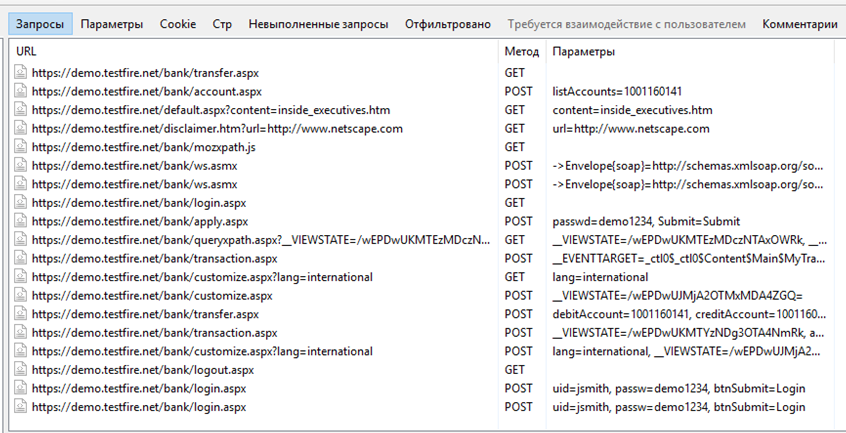 Запросы Параметры Cookie Стр Невыполненные запросы Отфильтровано Требуется взаимодействие с пользователем Комментарии
URL Метод Параметры
https://demo.testfire.net/bank/transfer.aspx GET
https://demo.testfire.net/bank/account.aspx POST listAccounts=1001160141
https://demo.testfire.net/default.aspx?content=inside_executives.htm GET content=inside_executives.htm
https://demo.testfire.net/disclaimer.htm?url=http://www.netscape.com GET url=http://www.netscape.com
https://demo.testfire.net/bank/mozxpath.js GET
https://demo.testfire.net/bank/ws.asmx POST ->Envelope{soap}=http://schemas.xmlsoap.org/so...
https://demo.testfire.net/bank/ws.asmx POST ->Envelope{soap}=http://schemas.xmlsoap.org/so...
https://demo.testfire.net/bank/login.aspx GET
https://demo.testfire.net/bank/apply.aspx POST passwd=demo1234, Submit=Submit
https://demo.testfire.net/bank/queryxpath.aspx?__VIEWSTATE=/wEPDwUKMTEzMDczN... GET __VIEWSTATE=/wEPDwUKMTEzMDczNTAxOWRk, __...
https://demo.testfire.net/bank/transaction.aspx POST __EVENTTARGET=_ctl0$_ctl0$Content$Main$MyTra...
https://demo.testfire.net/bank/customize.aspx?lang=international GET lang=international
https://demo.testfire.net/bank/customize.aspx POST __VIEWSTATE=/wEPDwUJMjA2OTMxMDA4ZGQ=
https://demo.testfire.net/bank/transfer.aspx POST debitAccount=1001160141, creditAccount=1001160...
https://demo.testfire.net/bank/transaction.aspx POST __VIEWSTATE=/wEPDwUKMTYzNDg3OTA4NmRk, a...
https://demo.testfire.net/bank/customize.aspx?lang=international POST lang=international, __VIEWSTATE=/wEPDwUJMjA2...
https://demo.testfire.net/bank/logout.aspx GET
https://demo.testfire.net/bank/login.aspx POST uid=jsmith, passw=demo1234, btnSubmit=Login
https://demo.testfire.net/bank/login.aspx POST uid=jsmith, passw=demo1234, btnSubmit=Login